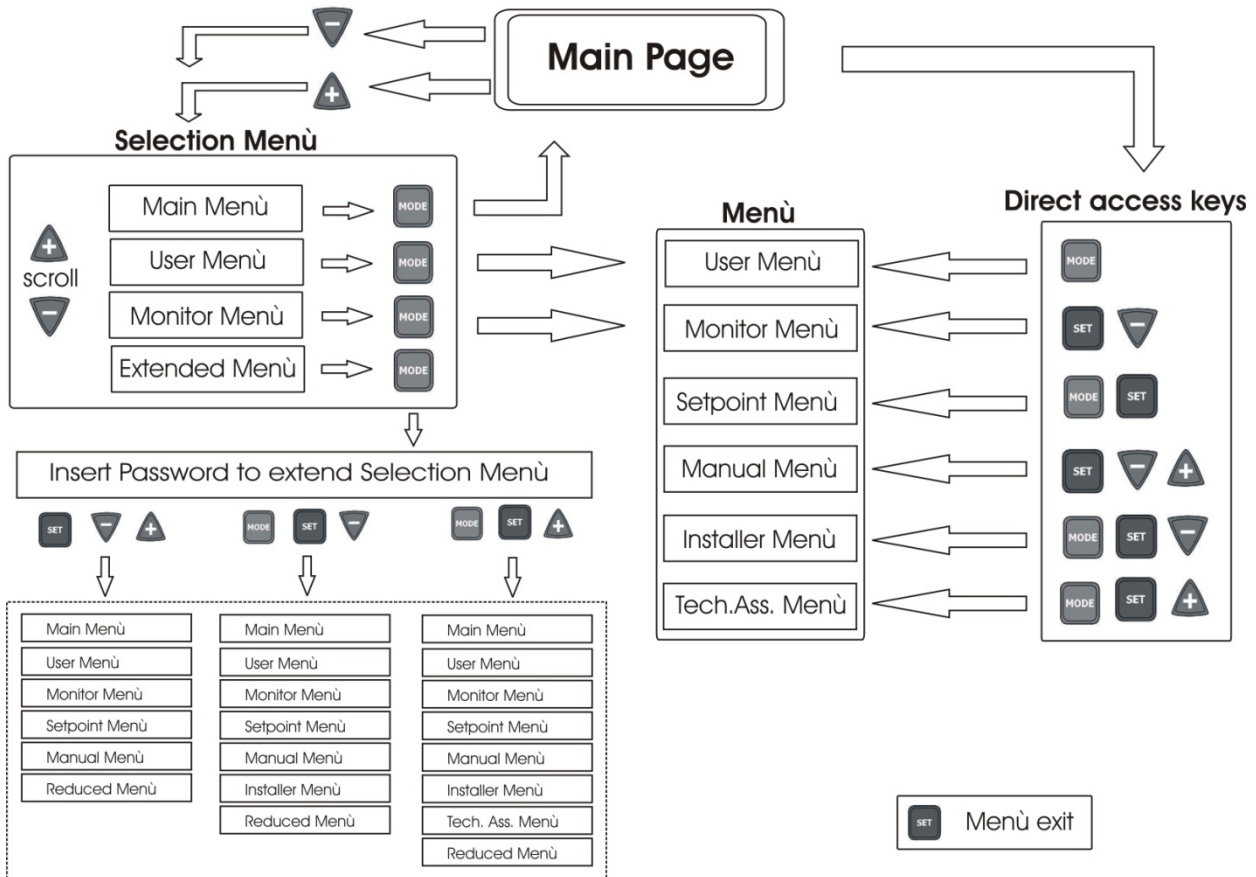 Main Page
−
+
Selection Menù
+
scroll
−
Main Menù
MODE
User Menù
MODE
Monitor Menù
MODE
Extended Menù
MODE
Insert Password to extend Selection Menù
SET − +
MODE SET −
MODE SET +
Main Menù
User Menù
Monitor Menù
Setpoint Menù
Manual Menù
Reduced Menù
Main Menù
User Menù
Monitor Menù
Setpoint Menù
Manual Menù
Installer Menù
Reduced Menù
Main Menù
User Menù
Monitor Menù
Setpoint Menù
Manual Menù
Installer Menù
Tech. Ass. Menù
Reduced Menù
Menù
User Menù
Monitor Menù
Setpoint Menù
Manual Menù
Installer Menù
Tech.Ass. Menù
Direct access keys
MODE
SET −
MODE SET
SET − +
MODE SET −
MODE SET +
SET Menù exit